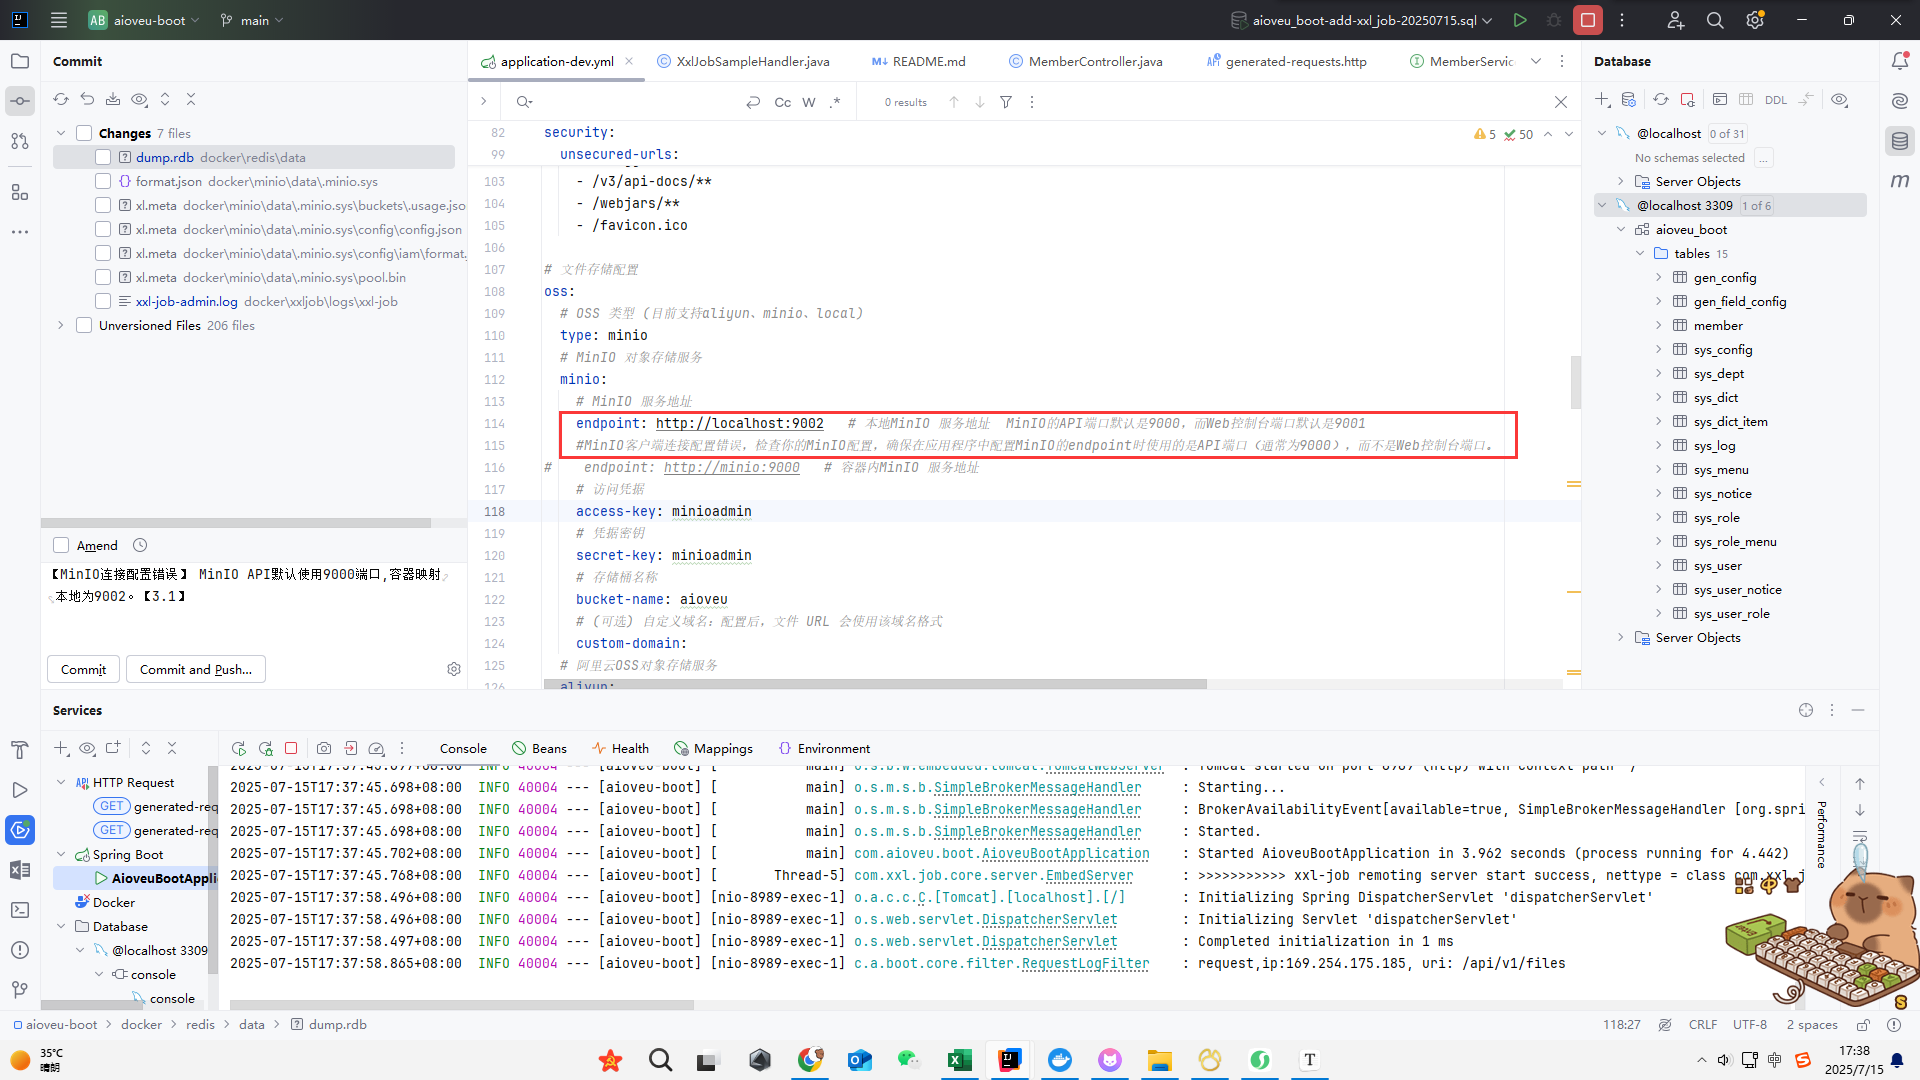 AB aioveu-boot main aioveu_boot-add-xxl_job-20250715.sql
Commit
application-dev.yml XxlJobSampleHandler.java README.md MemberController.java generated-requests.http MemberServic
Database
Cc W .* 0 results
DDL
Changes 7 files
dump.rdb docker\redis\data
format.json docker\minio\data\.minio.sys
xl.meta docker\minio\data\.minio.sys\buckets\.usage.jso
xl.meta docker\minio\data\.minio.sys\config\config.json
xl.meta docker\minio\data\.minio.sys\config\iam\format.
xl.meta docker\minio\data\.minio.sys\pool.bin
xxl-job-admin.log docker\xxljob\logs\xxl-job
Unversioned Files 206 files
Amend
【MinIO连接配置错误】 MinIO API默认使用9000端口,容器映射
本地为9002。【3.1】
Commit
Commit and Push...
82 security:
5 50
99 unsecured-urls:
103 - /v3/api-docs/**
104 - /webjars/**
105 - /favicon.ico
106
107 # 文件存储配置
108 oss:
109 # OSS 类型 (目前支持aliyun、minio、local)
110 type: minio
111 # MinIO 对象存储服务
112 minio:
113 # MinIO 服务地址
114 endpoint: http://localhost:9002 # 本地MinIO 服务地址 MinIO的API端口默认是9000，而Web控制台端口默认是9001
115 #MinIO客户端连接配置错误，检查你的MinIO配置，确保在应用程序中配置MinIO的endpoint时使用的是API端口（通常为9000），而不是Web控制台端口。
116 # endpoint: http://minio:9000 # 容器内MinIO 服务地址
117 # 访问凭据
118 access-key: minioadmin
119 # 凭据密钥
120 secret-key: minioadmin
121 # 存储桶名称
122 bucket-name: aioveu
123 # (可选) 自定义域名：配置后，文件 URL 会使用该域名格式
124 custom-domain:
125 # 阿里云OSS对象存储服务
126 aliyun:
@localhost 0 of 31
No schemas selected ...
Server Objects
@localhost 3309 1 of 6
aioveu_boot
tables 15
gen_config
gen_field_config
member
sys_config
sys_dept
sys_dict
sys_dict_item
sys_log
sys_menu
sys_notice
sys_role
sys_role_menu
sys_user
sys_user_notice
sys_user_role
Server Objects
Services
Console Beans Health Mappings Environment
HTTP Request
GET generated-req
GET generated-req
Spring Boot
AioveuBootAppli
Docker
Database
@localhost 3309
console
console
2025-07-15T17:37:45.697+08:00 INFO 40004 --- [aioveu-boot] [ main] o.s.b.w.embedded.tomcat.TomcatWebServer : Tomcat started on port 8989 (http) with context path '/'
2025-07-15T17:37:45.698+08:00 INFO 40004 --- [aioveu-boot] [ main] o.s.m.s.b.SimpleBrokerMessageHandler : Starting...
2025-07-15T17:37:45.698+08:00 INFO 40004 --- [aioveu-boot] [ main] o.s.m.s.b.SimpleBrokerMessageHandler : BrokerAvailabilityEvent[available=true, SimpleBrokerMessageHandler [org.spri
2025-07-15T17:37:45.698+08:00 INFO 40004 --- [aioveu-boot] [ main] o.s.m.s.b.SimpleBrokerMessageHandler : Started.
2025-07-15T17:37:45.702+08:00 INFO 40004 --- [aioveu-boot] [ main] com.aioveu.boot.AioveuBootApplication : Started AioveuBootApplication in 3.962 seconds (process running for 4.442)
2025-07-15T17:37:45.768+08:00 INFO 40004 --- [aioveu-boot] [ Thread-5] com.xxl.job.core.server.EmbedServer : >>>>>>>>>>> xxl-job remoting server start success, nettype = class com.xxl.j
2025-07-15T17:37:58.496+08:00 INFO 40004 --- [aioveu-boot] [nio-8989-exec-1] o.a.c.c.C.[Tomcat].[localhost].[/] : Initializing Spring DispatcherServlet 'dispatcherServlet'
2025-07-15T17:37:58.496+08:00 INFO 40004 --- [aioveu-boot] [nio-8989-exec-1] o.s.web.servlet.DispatcherServlet : Initializing Servlet 'dispatcherServlet'
2025-07-15T17:37:58.497+08:00 INFO 40004 --- [aioveu-boot] [nio-8989-exec-1] o.s.web.servlet.DispatcherServlet : Completed initialization in 1 ms
2025-07-15T17:37:58.865+08:00 INFO 40004 --- [aioveu-boot] [nio-8989-exec-1] c.a.boot.core.filter.RequestLogFilter : request,ip:169.254.175.185, uri: /api/v1/files
Performance
aioveu-boot docker redis data dump.rdb
118:27 CRLF UTF-8 2 spaces
35°C
晴朗
中
17:38
2025/7/15